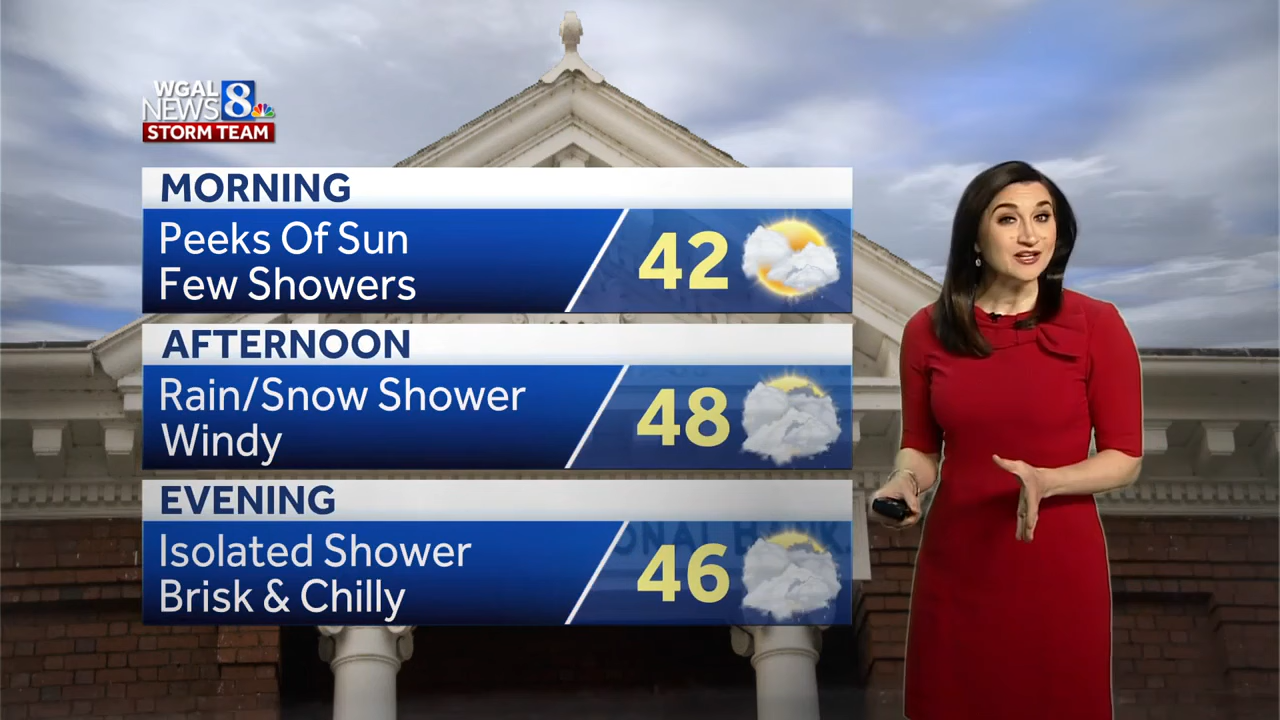 WGAL
NEWS 8
STORM TEAM
MORNING
Peeks Of Sun
Few Showers
42
AFTERNOON
Rain/Snow Shower
Windy
48
EVENING
Isolated Shower
Brisk & Chilly
46